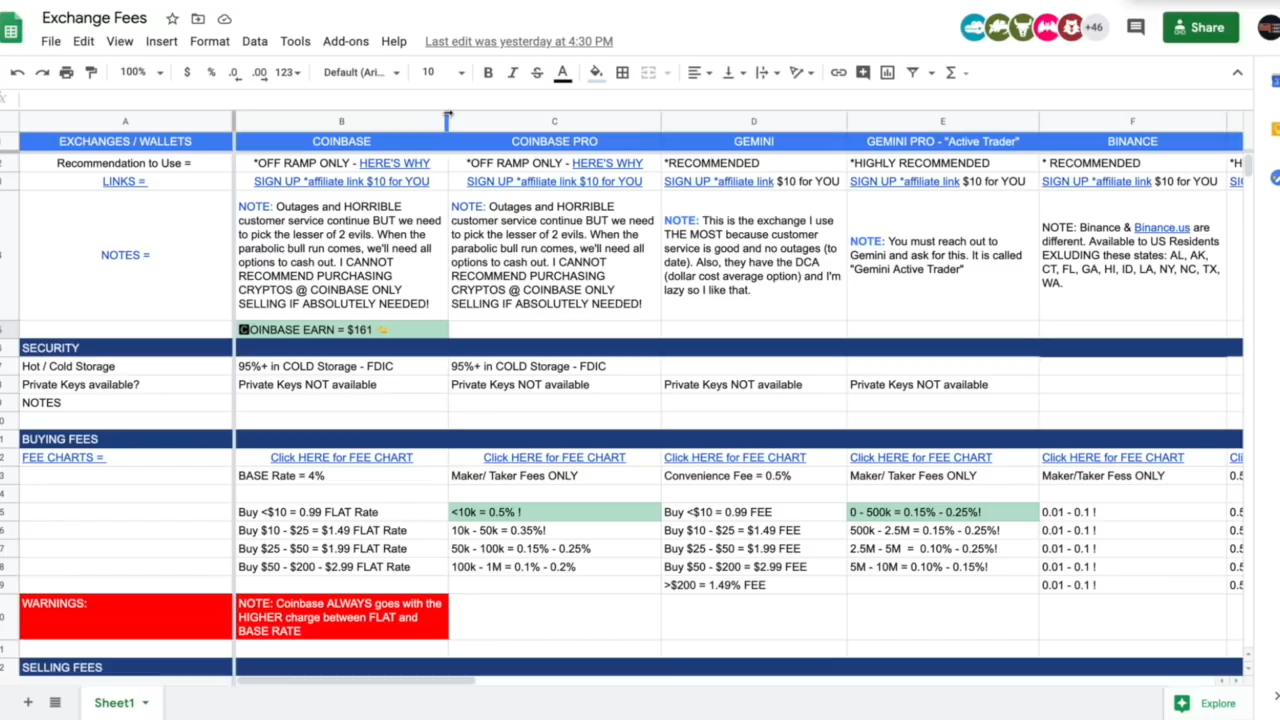 Exchange Fees
File Edit View Insert Format Data Tools Add-ons Help Last edit was yesterday at 4:30 PM
+46
Share
100% $ % .0 .00 123 Default (Ari... 10 B I S A
A B C D E F
EXCHANGES / WALLETS COINBASE COINBASE PRO GEMINI GEMINI PRO - "Active Trader" BINANCE
Recommendation to Use = *OFF RAMP ONLY - HERE'S WHY *OFF RAMP ONLY - HERE'S WHY *RECOMMENDED *HIGHLY RECOMMENDED * RECOMMENDED *H
LINKS = SIGN UP *affiliate link $10 for YOU SIGN UP *affiliate link $10 for YOU SIGN UP *affiliate link $10 for YOU SIGN UP *affiliate link $10 for YOU SIGN UP *affiliate link $10 for YOU
NOTES =
NOTE: Outages and HORRIBLE
customer service continue BUT we need
to pick the lesser of 2 evils. When the
parabolic bull run comes, we'll need all
options to cash out. I CANNOT
RECOMMEND PURCHASING
CRYPTOS @ COINBASE ONLY
SELLING IF ABSOLUTELY NEEDED!
NOTE: Outages and HORRIBLE
customer service continue BUT we need
to pick the lesser of 2 evils. When the
parabolic bull run comes, we'll need all
options to cash out. I CANNOT
RECOMMEND PURCHASING
CRYPTOS @ COINBASE ONLY
SELLING IF ABSOLUTELY NEEDED!
NOTE: This is the exchange I use
THE MOST because customer
service is good and no outages (to
date). Also, they have the DCA
(dollar cost average option) and I'm
lazy so I like that.
NOTE: You must reach out to
Gemini and ask for this. It is called
"Gemini Active Trader"
NOTE: Binance & Binance.us are
different. Available to US Residents
EXLUDING these states: AL, AK,
CT, FL, GA, HI, ID, LA, NY, NC, TX,
WA.
COINBASE EARN = $161
SECURITY
Hot / Cold Storage 95%+ in COLD Storage - FDIC 95%+ in COLD Storage - FDIC
Private Keys available? Private Keys NOT available Private Keys NOT available Private Keys NOT available Private Keys NOT available
NOTES
BUYING FEES
FEE CHARTS = Click HERE for FEE CHART Click HERE for FEE CHART Click HERE for FEE CHART Click HERE for FEE CHART Click HERE for FEE CHART
BASE Rate = 4% Maker/ Taker Fees ONLY Convenience Fee = 0.5% Maker/ Taker Fees ONLY Maker/Taker Fess ONLY 0.5
Buy <$10 = 0.99 FLAT Rate <10k = 0.5% ! Buy <$10 = 0.99 FEE 0 - 500k = 0.15% - 0.25%! 0.01 - 0.1 ! 0.5
Buy $10 - $25 = $1.49 FLAT Rate 10k - 50k = 0.35%! Buy $10 - $25 = $1.49 FEE 500k - 2.5M = 0.15% - 0.25%! 0.01 - 0.1 ! 0.5
Buy $25 - $50 = $1.99 FLAT Rate 50k - 100k = 0.15% - 0.25% Buy $25 - $50 = $1.99 FEE 2.5M - 5M = 0.10% - 0.25%! 0.01 - 0.1 ! 0.5
Buy $50 - $200 - $2.99 FLAT Rate 100k - 1M = 0.1% - 0.2% Buy $50 - $200 = $2.99 FEE 5M - 10M = 0.10% - 0.15%! 0.01 - 0.1 ! 0.5
>$200 = 1.49% FEE 0.01 - 0.1 ! 0.5
WARNINGS:
NOTE: Coinbase ALWAYS goes with the
HIGHER charge between FLAT and
BASE RATE
SELLING FEES
Sheet1
Explore